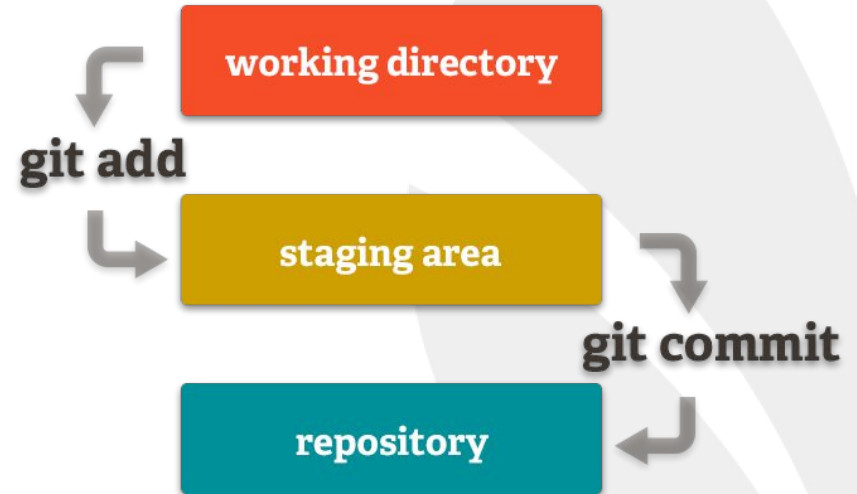 working directory
git add
staging area
git commit
repository